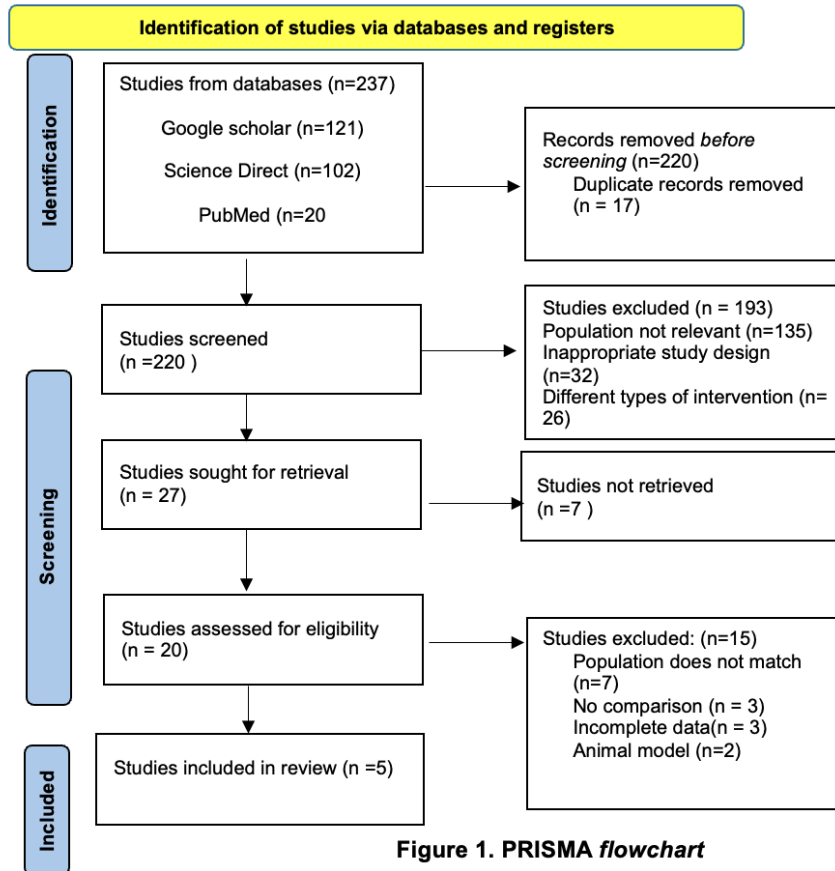 Identification of studies via databases and registers
Identification
Studies from databases (n=237)
Google scholar (n=121)
Science Direct (n=102)
PubMed (n=20
Records removed before
screening (n=220)
Duplicate records removed
(n = 17)
Screening
Studies screened
(n =220 )
Studies excluded (n = 193)
Population not relevant (n=135)
Inappropriate study design
(n=32)
Different types of intervention (n=
26)
Studies sought for retrieval
(n = 27)
Studies not retrieved
(n =7 )
Studies assessed for eligibility
(n = 20)
Studies excluded: (n=15)
Population does not match
(n=7)
No comparison (n = 3)
Incomplete data(n = 3)
Animal model (n=2)
Included
Studies included in review (n =5)
Figure 1. PRISMA flowchart